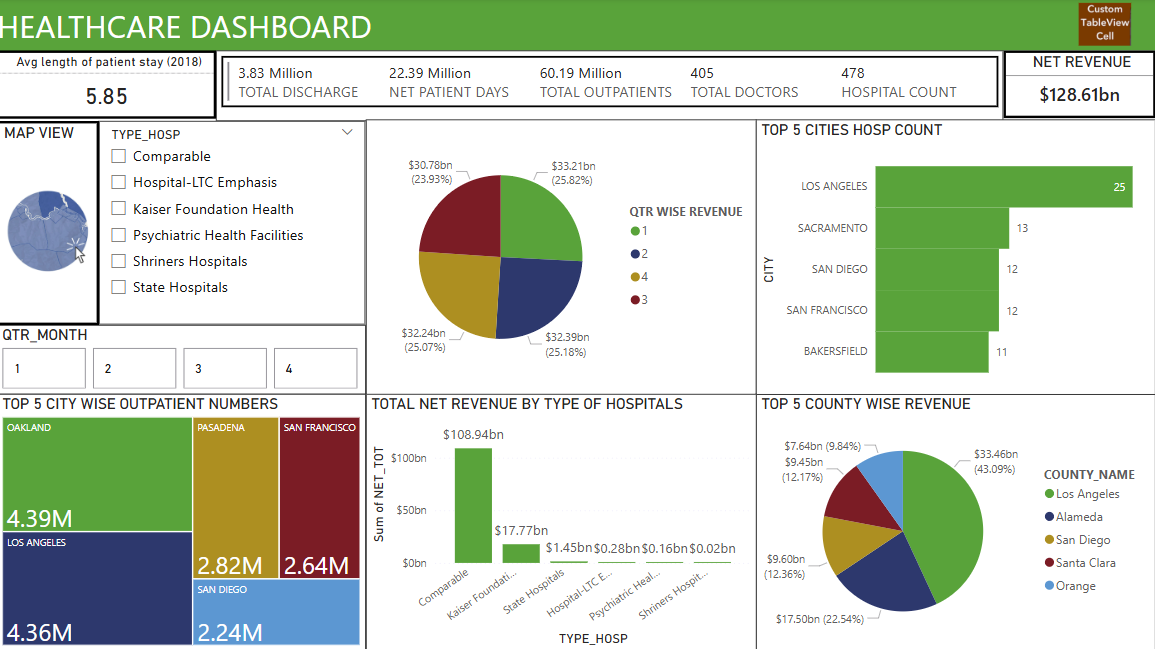 HEALTHCARE DASHBOARD
Custom
TableView
Cell
Avg length of patient stay (2018)
5.85
3.83 Million
TOTAL DISCHARGE
22.39 Million
NET PATIENT DAYS
60.19 Million
TOTAL OUTPATIENTS
405
TOTAL DOCTORS
478
HOSPITAL COUNT
NET REVENUE
$128.61bn
MAP VIEW
TYPE_HOSP
Comparable
Hospital-LTC Emphasis
Kaiser Foundation Health
Psychiatric Health Facilities
Shriners Hospitals
State Hospitals
QTR_MONTH
1
2
3
4
$30.78bn
(23.93%)
$33.21bn
(25.82%)
$32.24bn
(25.07%)
$32.39bn
(25.18%)
QTR WISE REVENUE
1
2
4
3
TOP 5 CITIES HOSP COUNT
CITY
LOS ANGELES
25
SACRAMENTO
13
SAN DIEGO
12
SAN FRANCISCO
12
BAKERSFIELD
11
TOP 5 CITY WISE OUTPATIENT NUMBERS
OAKLAND
4.39M
LOS ANGELES
4.36M
PASADENA
2.82M
SAN FRANCISCO
2.64M
SAN DIEGO
2.24M
TOTAL NET REVENUE BY TYPE OF HOSPITALS
Sum of NET_TOT
$100bn
$50bn
$0bn
$108.94bn
$17.77bn
$1.45bn
$0.28bn
$0.16bn
$0.02bn
Comparable
Kaiser Foundati...
State Hospitals
Hospital-LTC E...
Psychiatric Heal...
Shriners Hospit...
TYPE_HOSP
TOP 5 COUNTY WISE REVENUE
$7.64bn (9.84%)
$9.45bn
(12.17%)
$9.60bn
(12.36%)
$17.50bn (22.54%)
$33.46bn
(43.09%)
COUNTY_NAME
Los Angeles
Alameda
San Diego
Santa Clara
Orange